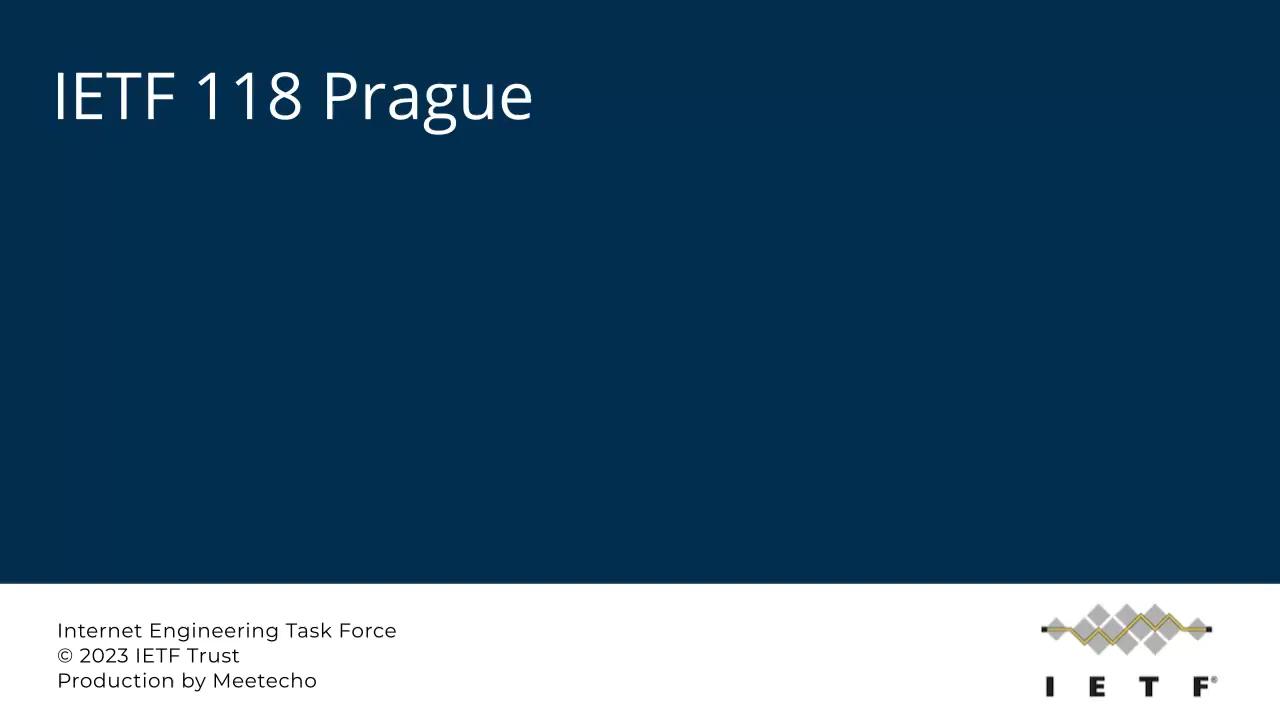 IETF 118 Prague
Internet Engineering Task Force
© 2023 IETF Trust
Production by Meetecho
I E T F®